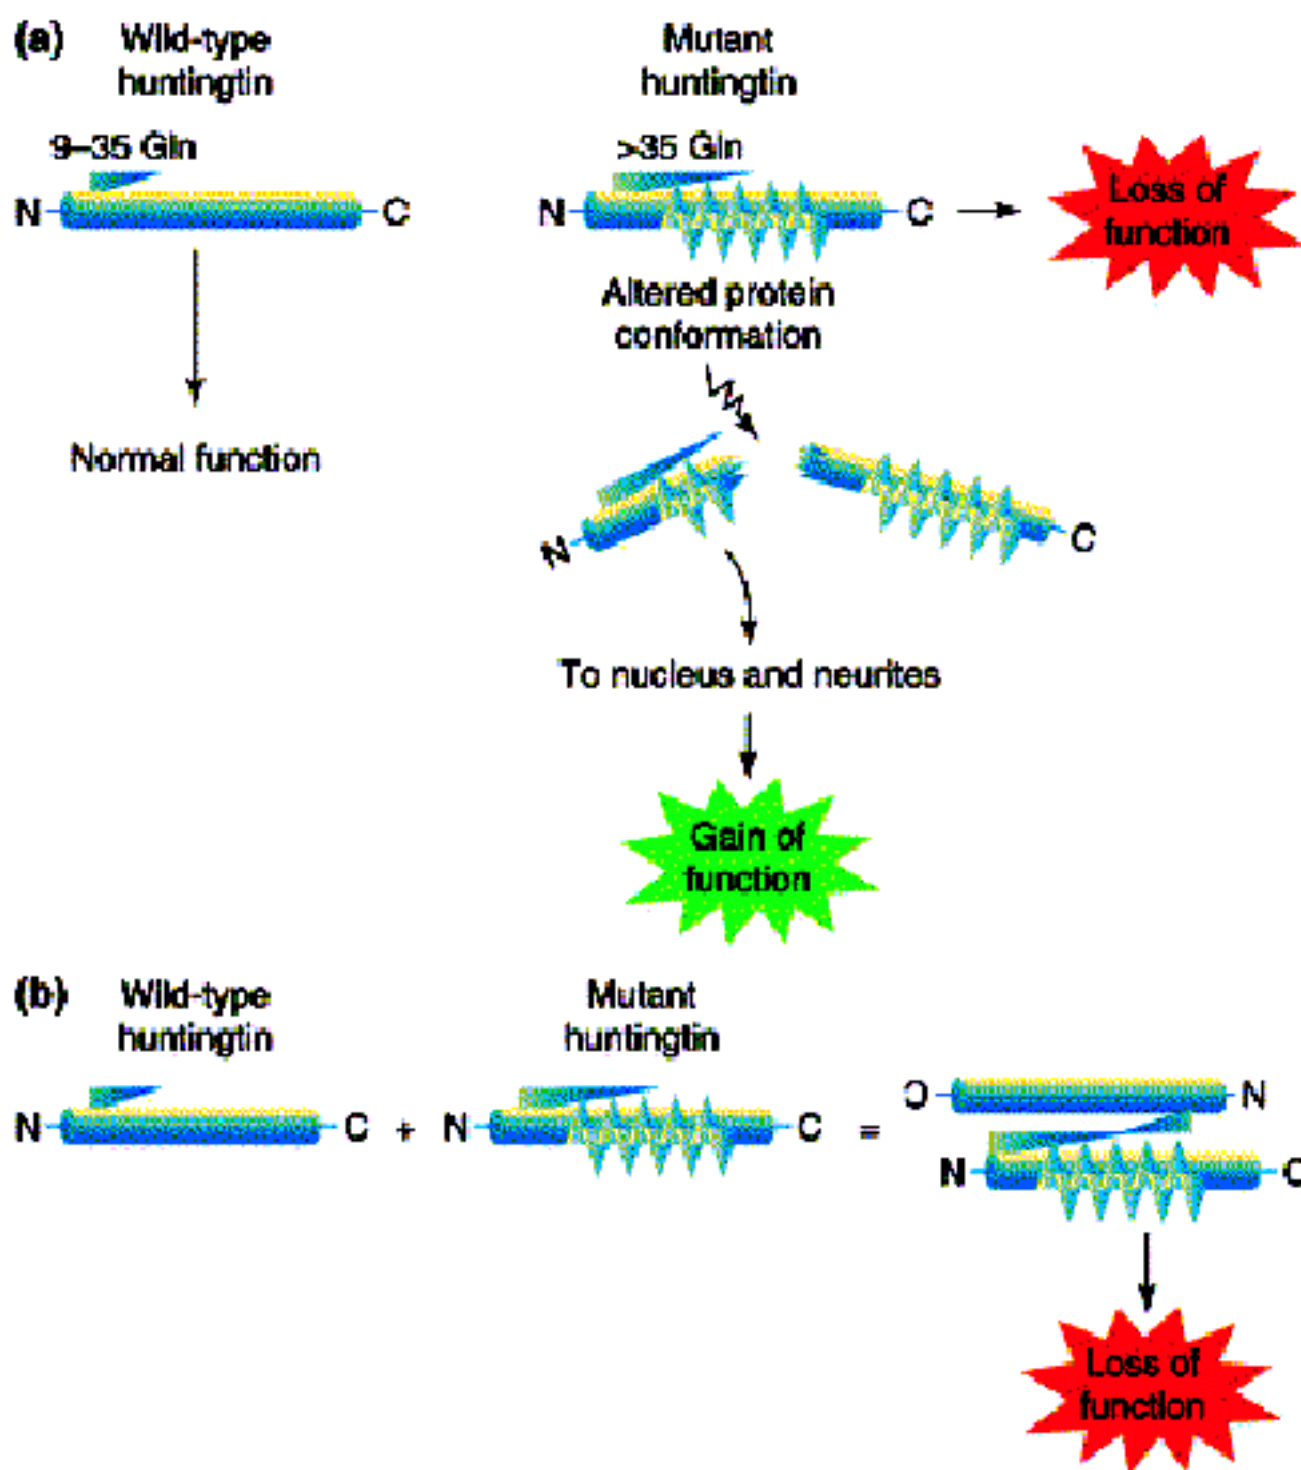 (a) Wild-type
huntingtin
Mutant
huntingtin
9–35 Gln
>35 Gln
N C
N C
Loss of
function
Altered protein
conformation
Normal function
N
C
To nucleus and neurites
Gain of
function
(b) Wild-type
huntingtin
Mutant
huntingtin
C N
N C + N C =
N C
Loss of
function